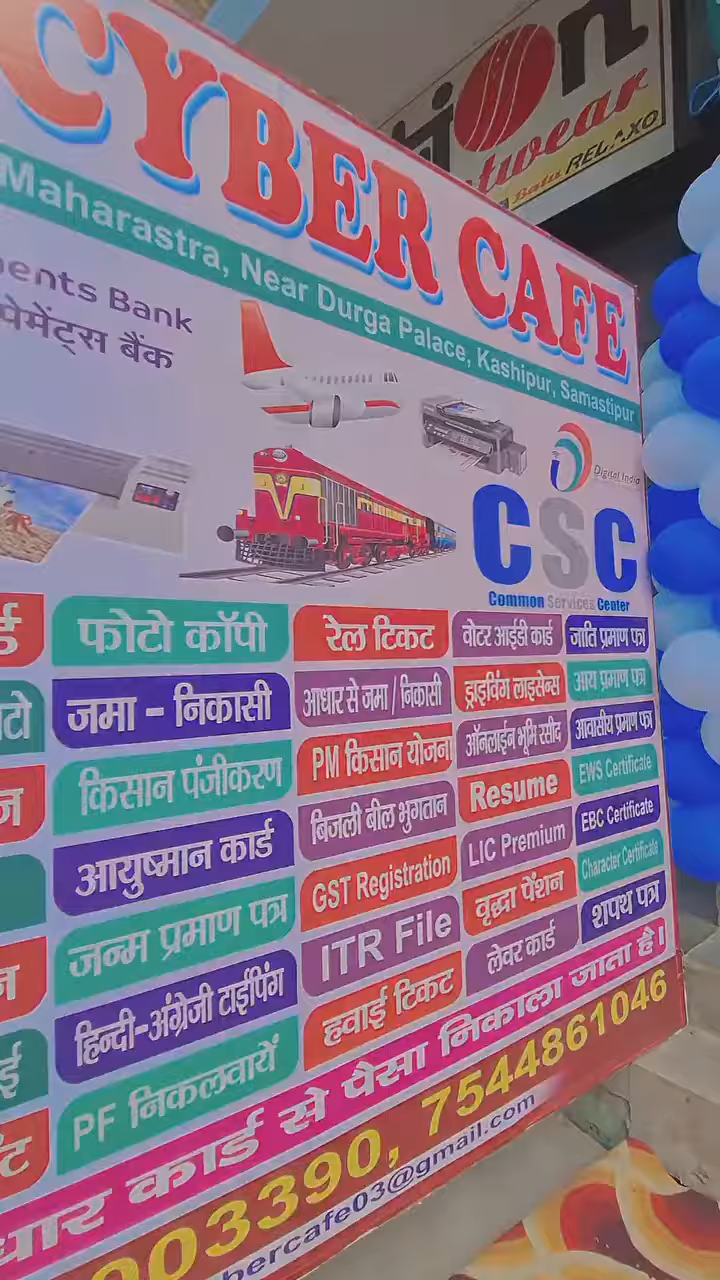 CYBER CAFE
Maharastra, Near Durga Palace, Kashipur, Samastipur
Bank
पेमेंट्स बैंक
Digital India
CSC
Common Services Center
फोटो कॉपी
जमा - निकासी
किसान पंजीकरण
आयुष्मान कार्ड
जन्म प्रमाण पत्र
हिन्दी-अंग्रेजी टाईपिंग
PF निकलवायें
रेल टिकट
आधार से जमा / निकासी
PM किसान योजन
बिजली बील भुगतान
GST Registration
ITR File
हवाई टिकट
वोटर आईडी कार्ड
ड्राइविंग लाइसेन्स
ऑनलाईन भूमि रसीद
Resume
LIC Premium
वृद्धा पेंशन
लेवर कार्ड
जाति प्रमाण पत्र
आय प्रमाण पत्र
आवासीय प्रमाण पत्र
EWS Certificate
EBC Certificate
Character Certificate
शपथ पत्र
कार्ड से पैसा निकाला जाता है।
003390, 7544861046
bercafe03@gmail.com
Bata RELAXO